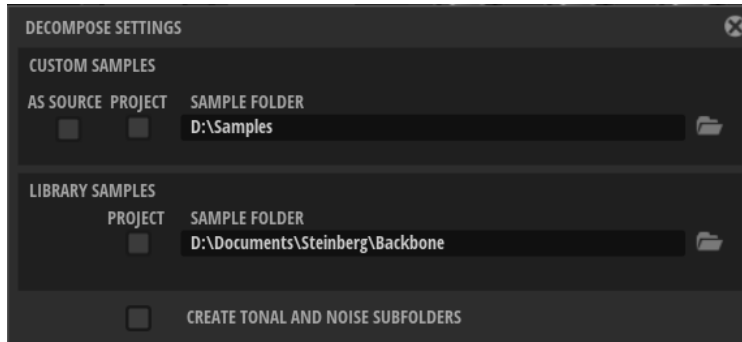 DECOMPOSE SETTINGS
CUSTOM SAMPLES
AS SOURCE PROJECT SAMPLE FOLDER
D:\Samples
LIBRARY SAMPLES
PROJECT SAMPLE FOLDER
D:\Documents\Steinberg\Backbone
CREATE TONAL AND NOISE SUBFOLDERS